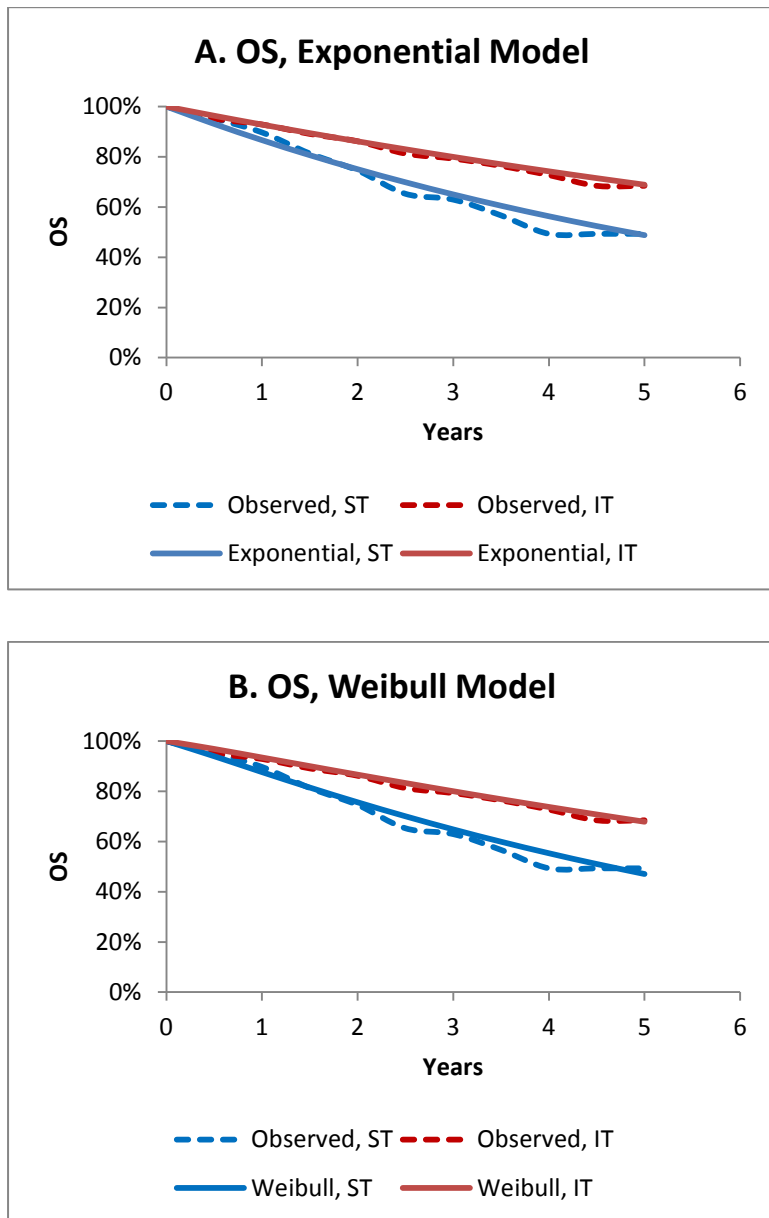 A. OS, Exponential Model
100%
80%
60%
40%
20%
0%
OS
0 1 2 3 4 5 6
Years
Observed, ST Observed, IT
Exponential, ST Exponential, IT
B. OS, Weibull Model
100%
80%
60%
40%
20%
0%
OS
0 1 2 3 4 5 6
Years
Observed, ST Observed, IT
Weibull, ST Weibull, IT